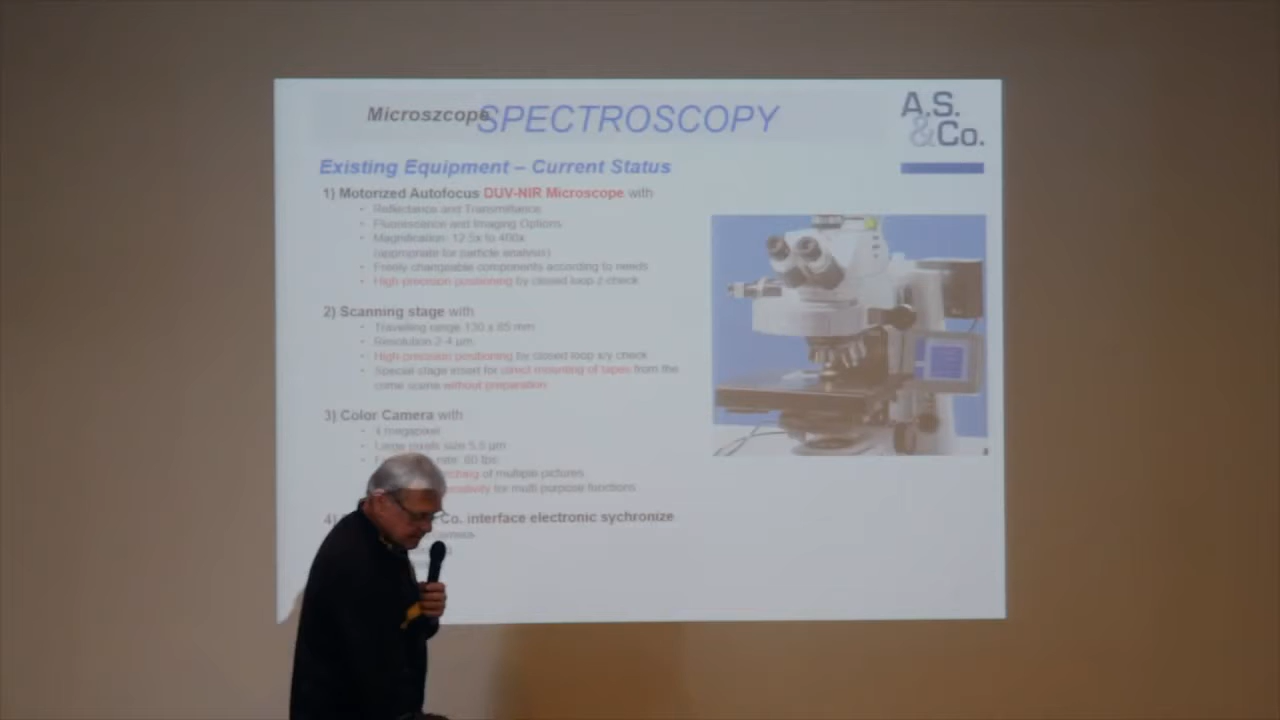 Microszcope SPECTROSCOPY
A.S.
&Co.
Existing Equipment – Current Status
1) Motorized Autofocus DUV-NIR Microscope with
• Reflectance and Transmittance
• Fluorescence and Imaging Options
• Magnification: 12.5x to 400x
(appropriate for particle analysis)
• Freely changeable components according to needs
• High-precision positioning by closed loop z check
2) Scanning stage with
• Travelling range 130 x 85 mm
• Resolution 2-4 µm
• High-precision positioning by closed loop x/y check
• Special stage insert for direct mounting of tapes from the
crime scene without preparation
3) Color Camera with
• 4 megapixel
• Large pixels size 5.5 µm
rate: 60 fps
of multiple pictures
for multi purpose functions
4)
Co. interface electronic sychronize